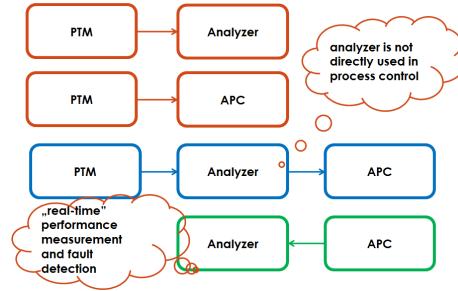 PTM
Analyzer
analyzer is not
directly used in
process control
PTM
APC
PTM
Analyzer
APC
„real-time"
performance
measurement
and fault
detection
Analyzer
APC